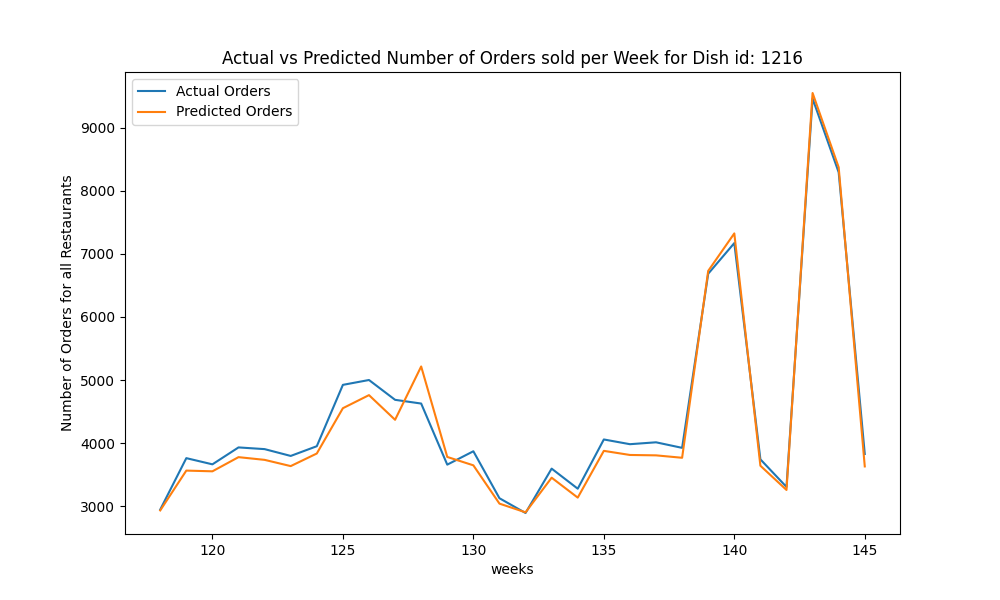 Actual vs Predicted Number of Orders sold per Week for Dish id: 1216
Actual Orders
Predicted Orders
Number of Orders for all Restaurants
9000
8000
7000
6000
5000
4000
3000
120 125 130 135 140 145
weeks